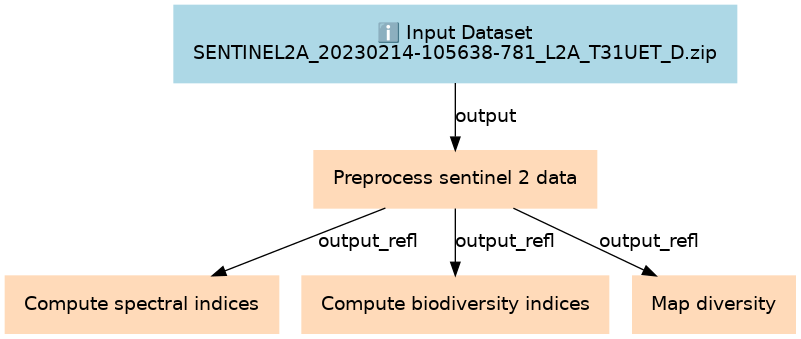 ℹ️ Input Dataset
SENTINEL2A_20230214-105638-781_L2A_T31UET_D.zip
output
Preprocess sentinel 2 data
output_refl
output_refl
output_refl
Compute spectral indices
Compute biodiversity indices
Map diversity